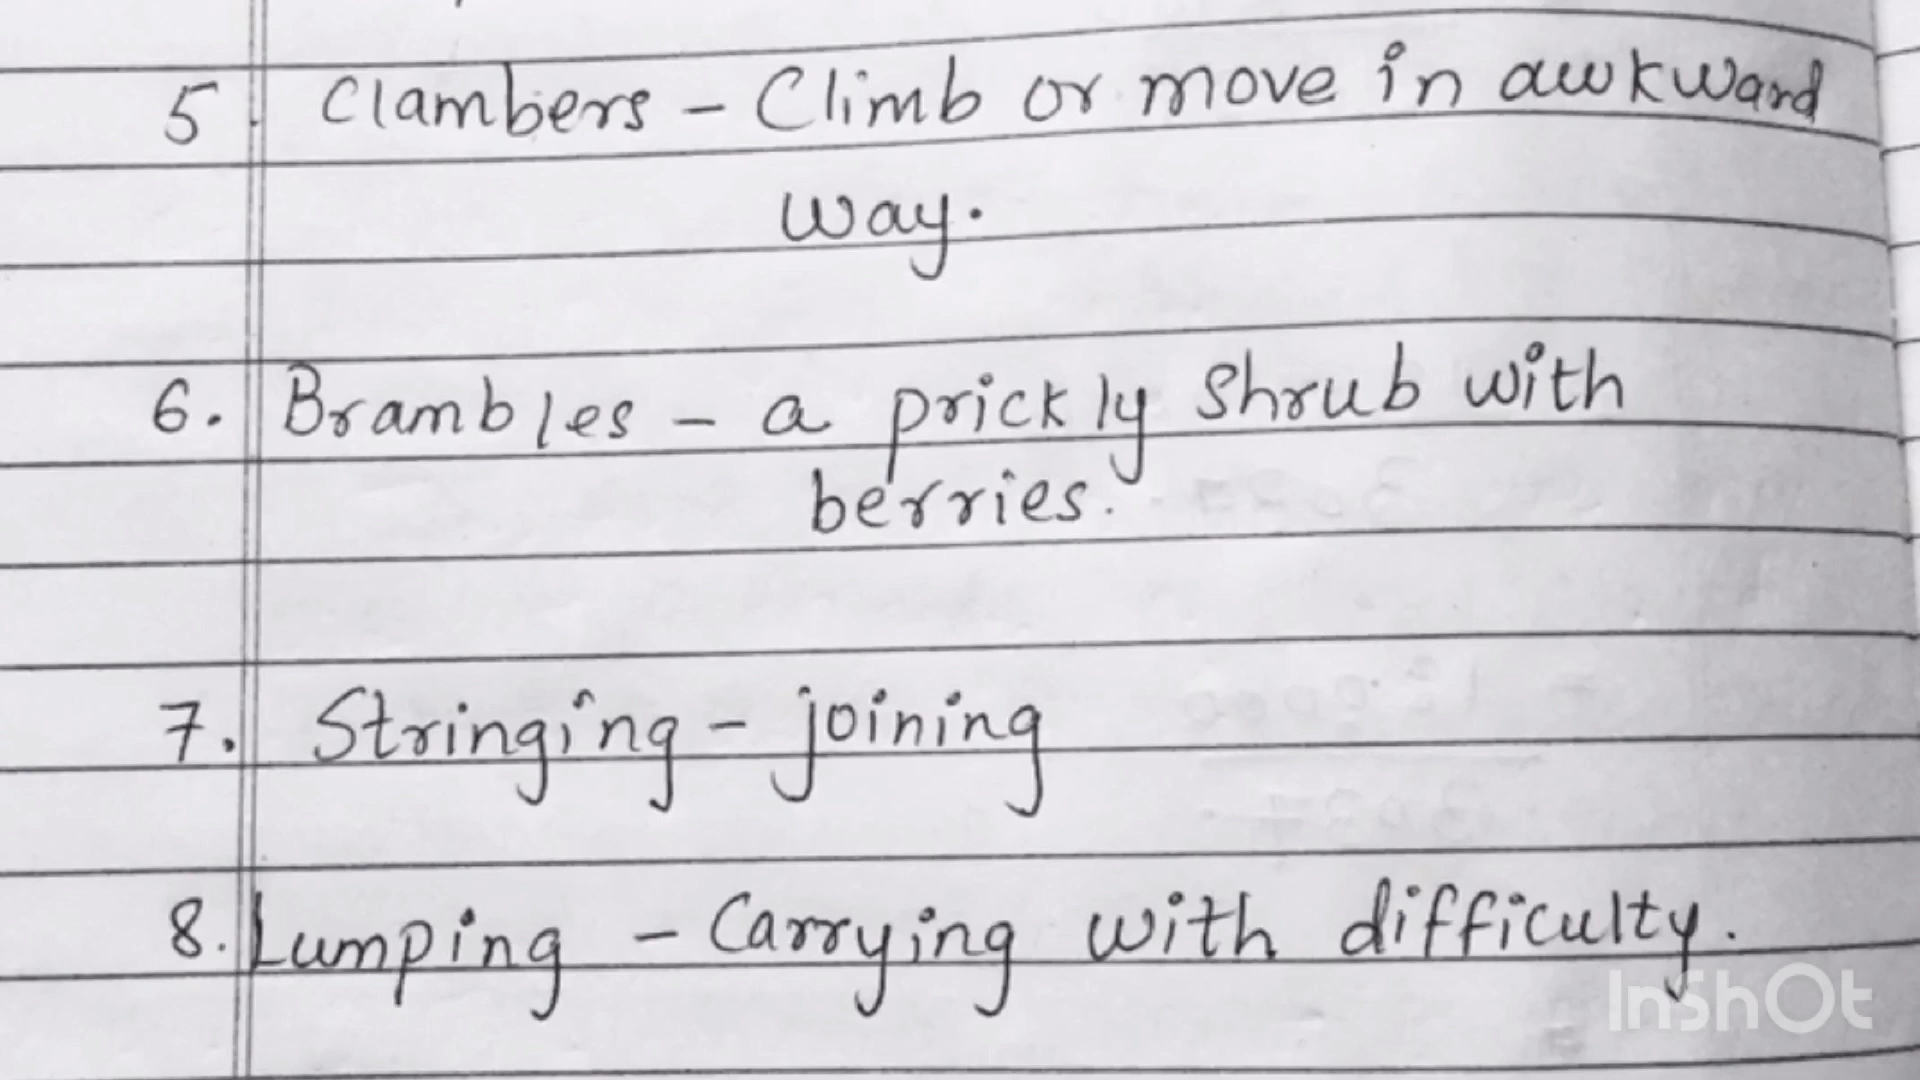 5. Clambers - Climb or move in awkward
way.
6. Brambles - a prickly shrub with
berries.
7. Stringing - joining
8. Lumping - Carrying with difficulty.
InShOt